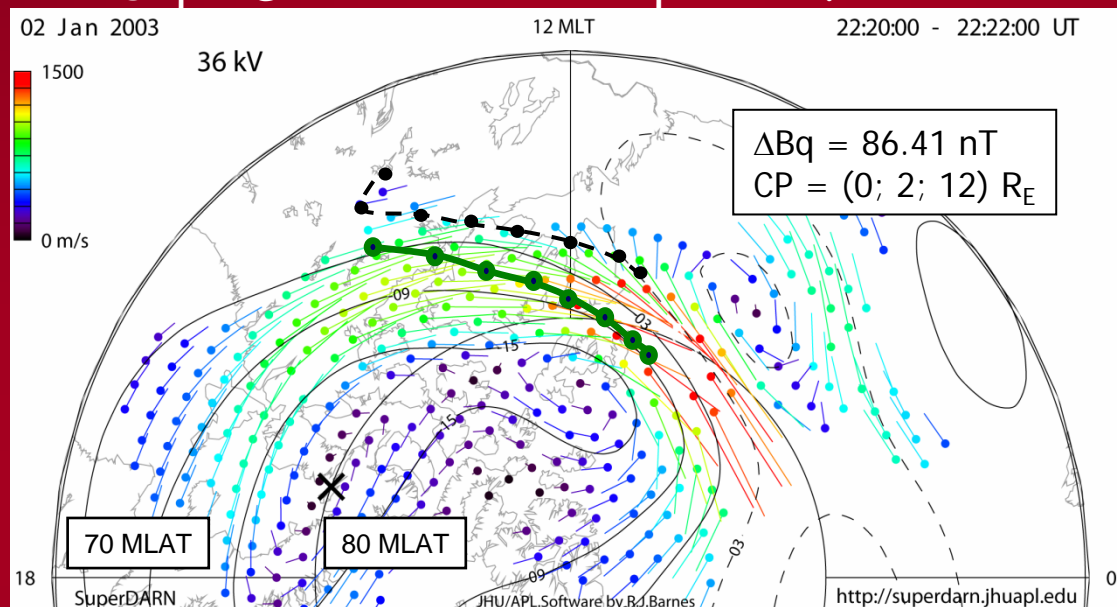 02 Jan 2003
12 MLT
22:20:00 - 22:22:00 UT
36 kV
1500
0 m/s
ΔBq = 86.41 nT
CP = (0; 2; 12) R_E
-09
-03
-15
-15
70 MLAT
80 MLAT
-03
-09
18
0
SuperDARN
JHU/APL.Software by R.J.Barnes
http://superdarn.jhuapl.edu